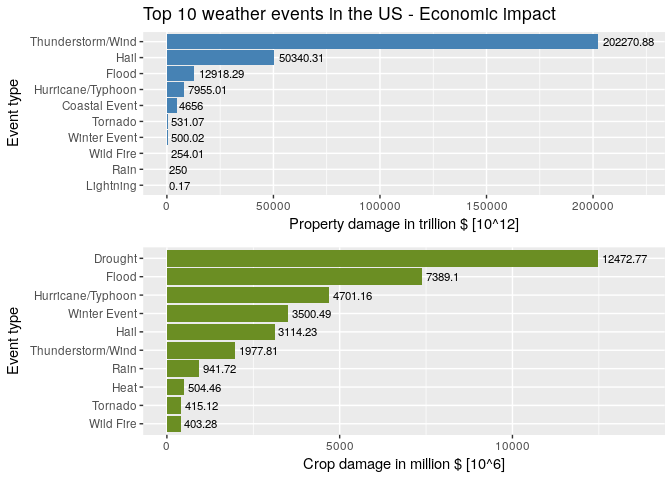 Top 10 weather events in the US - Economic impact
Event type
Thunderstorm/Wind 202270.88
Hail 50340.31
Flood 12918.29
Hurricane/Typhoon 7955.01
Coastal Event 4656
Tornado 531.07
Winter Event 500.02
Wild Fire 254.01
Rain 250
Lightning 0.17
0 50000 100000 150000 200000
Property damage in trillion $ [10^12]
Event type
Drought 12472.77
Flood 7389.1
Hurricane/Typhoon 4701.16
Winter Event 3500.49
Hail 3114.23
Thunderstorm/Wind 1977.81
Rain 941.72
Heat 504.46
Tornado 415.12
Wild Fire 403.28
0 5000 10000
Crop damage in million $ [10^6]